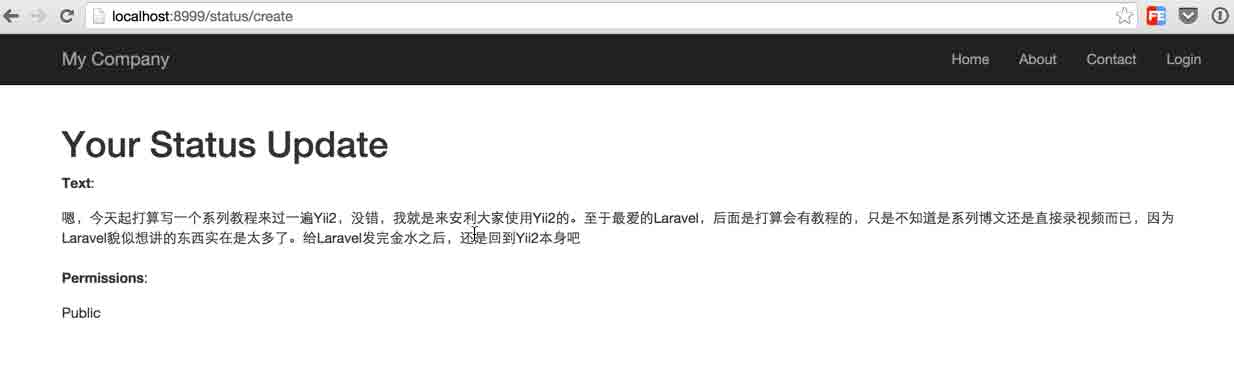 localhost:8999/status/create
FE
My Company Home About Contact Login
Your Status Update
Text:
嗯，今天起打算写一个系列教程来过一遍Yii2，没错，我就是来安利大家使用Yii2的。至于最爱的Laravel，后面是打算会有教程的，只是不知道是系列博文还是直接录视频而已，因为
Laravel貌似想讲的东西实在是太多了。给Laravel发完金水之后，还是回到Yii2本身吧
Permissions:
Public